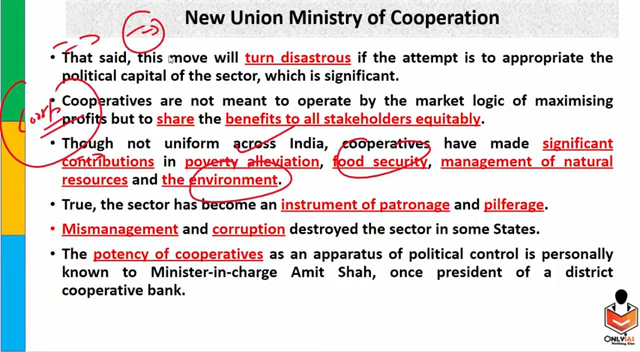 New Union Ministry of Cooperation
• That said, this move will turn disastrous if the attempt is to appropriate the
political capital of the sector, which is significant.
• Cooperatives are not meant to operate by the market logic of maximising
profits but to share the benefits to all stakeholders equitably.
• Though not uniform across India, cooperatives have made significant
contributions in poverty alleviation, food security, management of natural
resources and the environment.
• True, the sector has become an instrument of patronage and pilferage.
• Mismanagement and corruption destroyed the sector in some States.
• The potency of cooperatives as an apparatus of political control is personally
known to Minister-in-charge Amit Shah, once president of a district
cooperative bank.
ONLYIAS